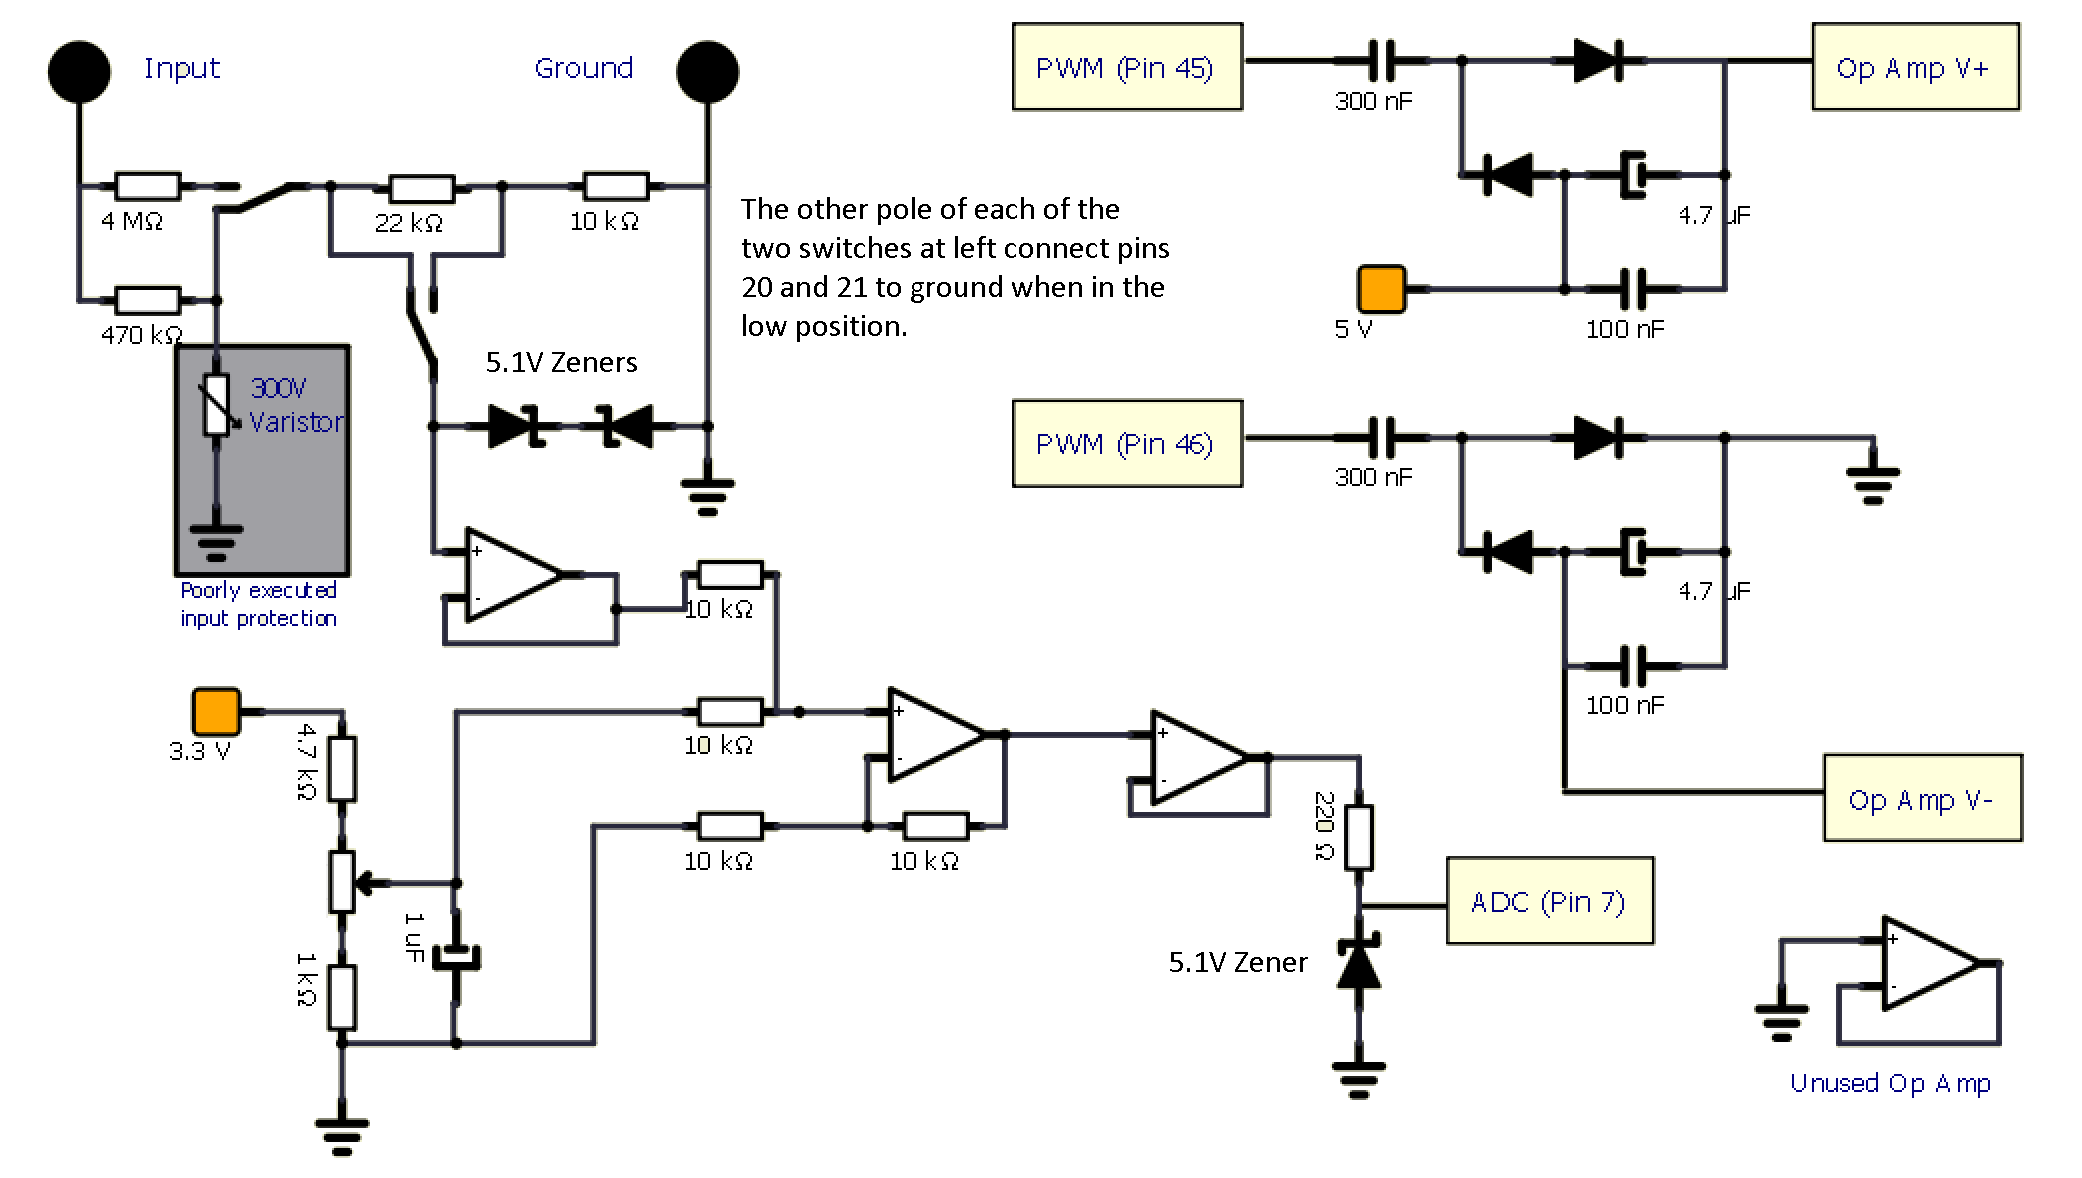 Input
Ground
PWM (Pin 45)
300 nF
Op Amp V+
4 MΩ
22 kΩ
10 kΩ
The other pole of each of the
two switches at left connect pins
20 and 21 to ground when in the
low position.
4.7 uF
5 V
100 nF
470 kΩ
5.1V Zeners
300V
Varistor
PWM (Pin 46)
300 nF
+
-
Poorly executed
input protection
10 kΩ
4.7 uF
100 nF
3.3 V
4.7 kΩ
10 kΩ
+
-
+
-
Op Amp V-
10 kΩ
10 kΩ
220 Ω
1 uF
ADC (Pin 7)
1 kΩ
5.1V Zener
+
-
Unused Op Amp